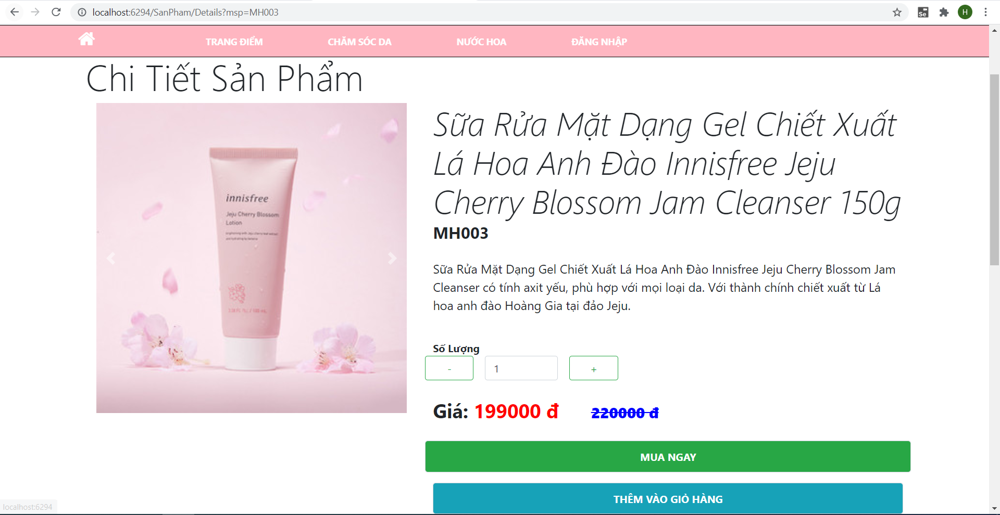 localhost:6294/SanPham/Details?msp=MH003
Se
H
TRANG ĐIỂM
CHĂM SÓC DA
NƯỚC HOA
ĐĂNG NHẬP
Chi Tiết Sản Phẩm
innisfree
Jeju Cherry Blossom
Lotion
Sữa Rửa Mặt Dạng Gel Chiết Xuất
Lá Hoa Anh Đào Innisfree Jeju
Cherry Blossom Jam Cleanser 150g
MH003
Sữa Rửa Mặt Dạng Gel Chiết Xuất Lá Hoa Anh Đào Innisfree Jeju Cherry Blossom Jam
Cleanser có tính axit yếu, phù hợp với mọi loại da. Với thành chính chiết xuất từ Lá
hoa anh đào Hoàng Gia tại đảo Jeju.
Số Lượng
- 1 +
Giá: 199000 đ 220000 đ
MUA NGAY
THÊM VÀO GIỎ HÀNG
localhost:6294